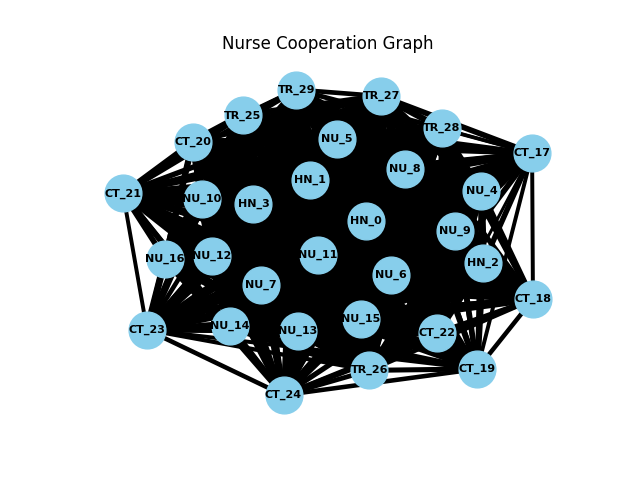 Nurse Cooperation Graph
TR_29
TR_27
TR_25
TR_28
NU_5
CT_20
CT_17
NU_8
HN_1
NU_4
CT_21
NU_10
HN_3
HN_0
NU_9
NU_11
NU_12
NU_16
HN_2
NU_6
NU_7
CT_18
NU_15
NU_14
CT_23
NU_13
CT_22
TR_26
CT_19
CT_24